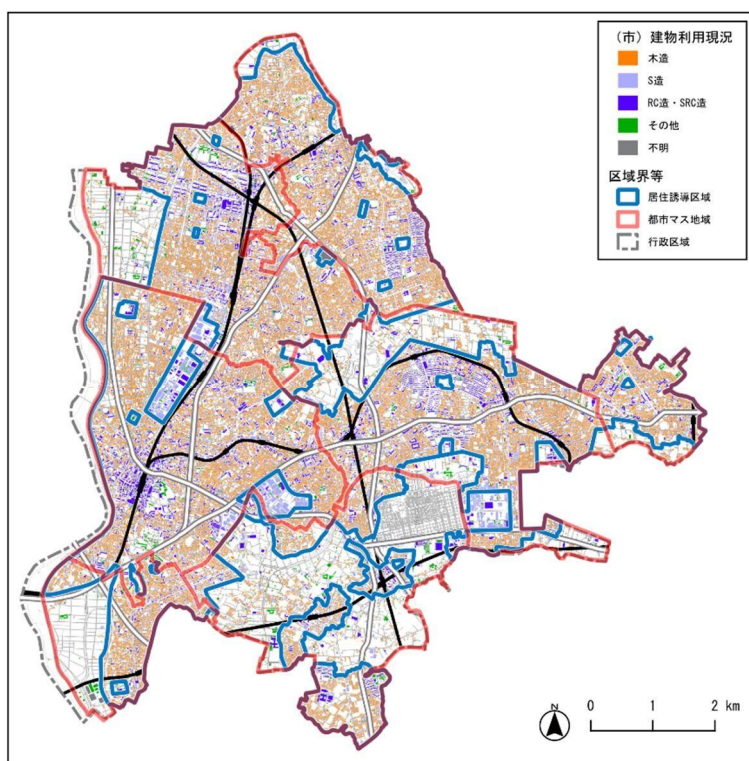 （市）建物利用現況
木造
S造
RC造・SRC造
その他
不明
区域界等
居住誘導区域
都市マス地域
行政区域
N
0 1 2 km